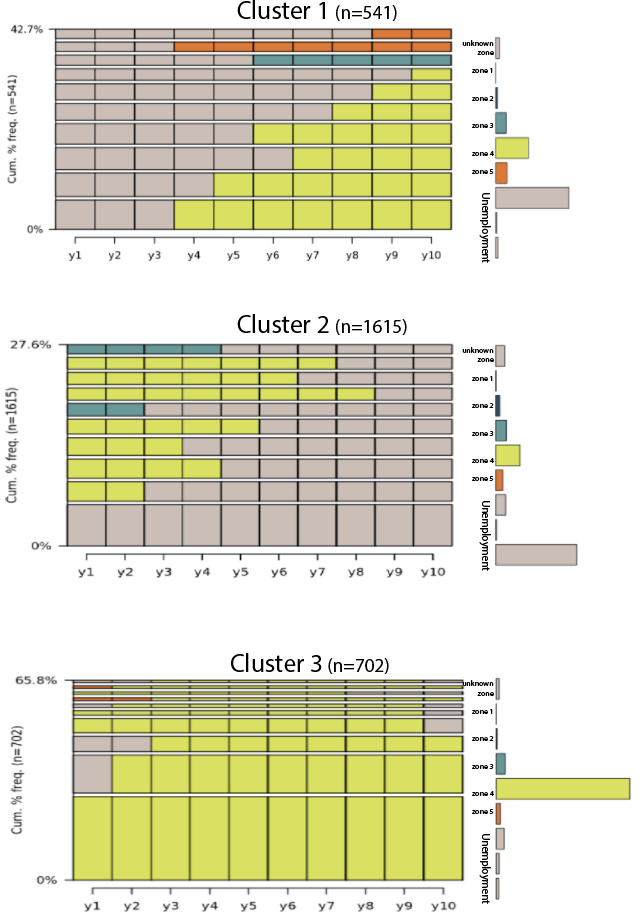 Cluster 1 (n=541)
42.7%
Cum. % freq. (n=541)
0%
y1 y2 y3 y4 y5 y6 y7 y8 y9 y10
unknown
zone
zone 1
zone 2
zone 3
zone 4
zone 5
Unemployment
Cluster 2 (n=1615)
27.6%
Cum. % freq. (n=1615)
0%
y1 y2 y3 y4 y5 y6 y7 y8 y9 y10
unknown
zone
zone 1
zone 2
zone 3
zone 4
zone 5
Unemployment
Cluster 3 (n=702)
65.8%
Cum. % freq. (n=702)
0%
y1 y2 y3 y4 y5 y6 y7 y8 y9 y10
unknown
zone
zone 1
zone 2
zone 3
zone 4
zone 5
Unemployment